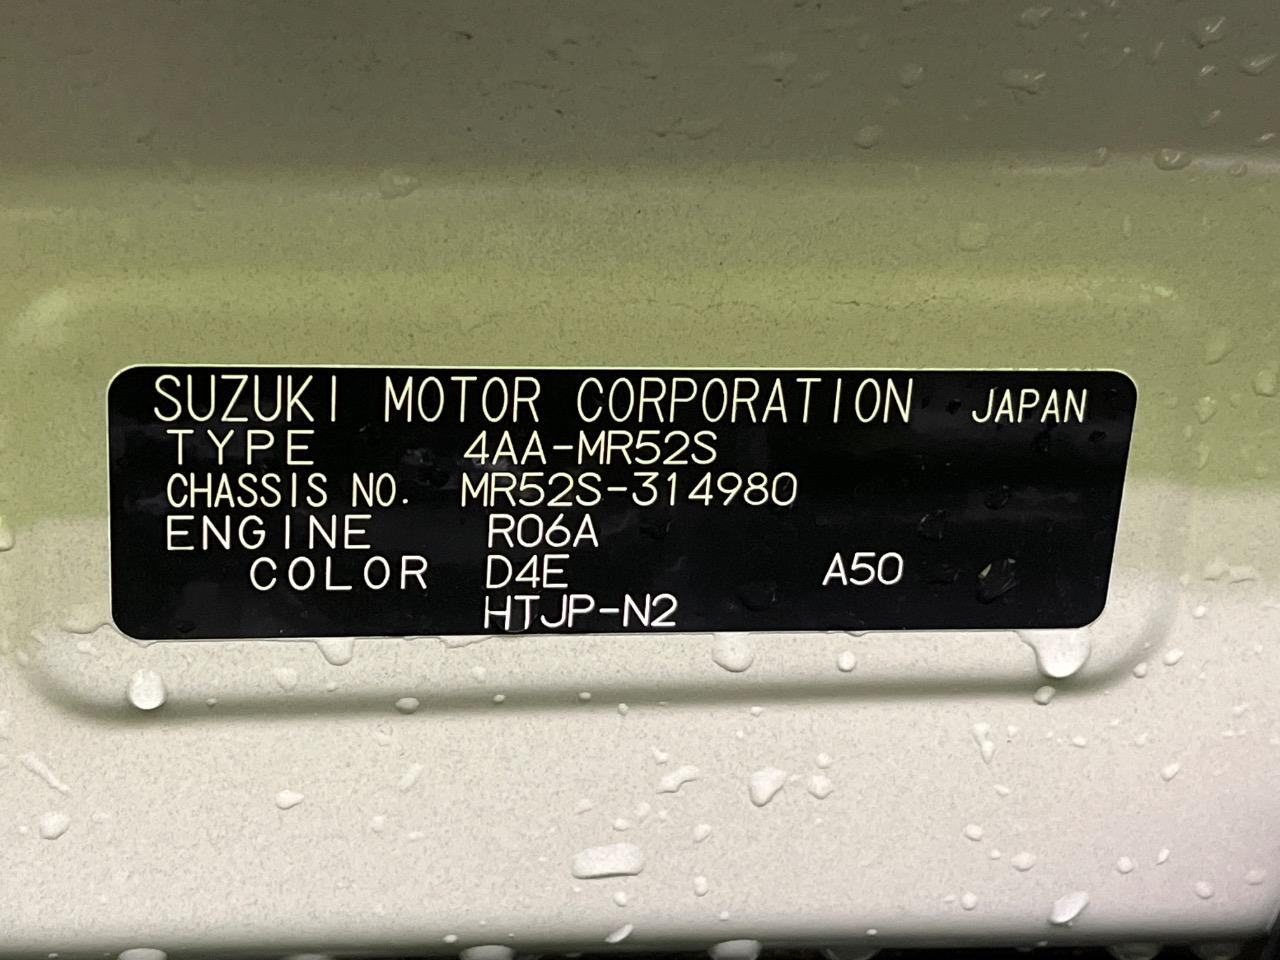 SUZUKI MOTOR CORPORATION JAPAN
TYPE 4AA-MR52S
CHASSIS NO. MR52S-314980
ENGINE R06A
COLOR D4E A50
HTJP-N2